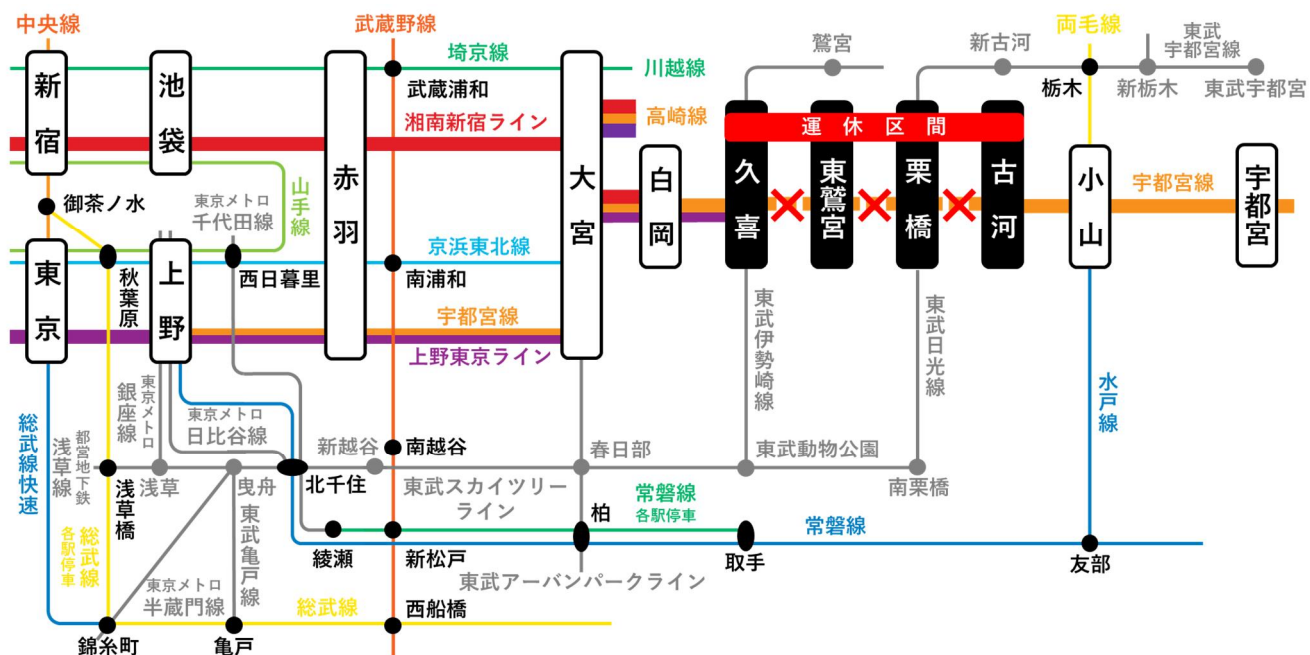 中央線
武蔵野線
両毛線
東武
宇都宮線
埼京線
鷲宮
新古河
川越線
武蔵浦和
栃木
新栃木
東武宇都宮
新宿
池袋
湘南新宿ライン
高崎線
運休区間
赤羽
大宮
白岡
久喜
東鷲宮
栗橋
古河
小山
宇都宮線
宇都宮
御茶ノ水
東京メトロ
千代田線
山手線
京浜東北線
東京
秋葉原
上野
西日暮里
南浦和
宇都宮線
上野東京ライン
東武伊勢崎線
東武日光線
水戸線
総武線快速
都営地下鉄
浅草線
銀座線
東京メトロ
東京メトロ
日比谷線
新越谷
南越谷
春日部
東武動物公園
浅草橋
浅草
曳舟
北千住
東武スカイツリー
ライン
南栗橋
常磐線
各駅停車
柏
常磐線
総武線
各駅停車
東武亀戸線
綾瀬
新松戸
取手
友部
東武アーバンパークライン
東京メトロ
半蔵門線
総武線
西船橋
錦糸町
亀戸